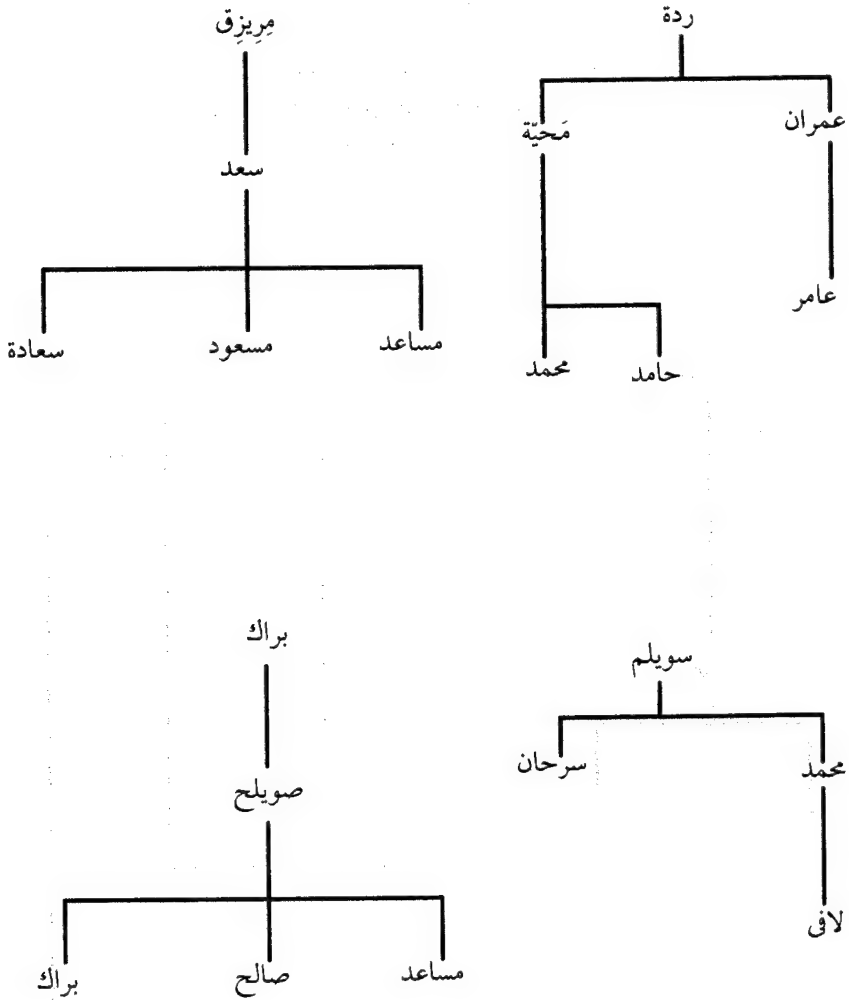 ردة
عمران
مَحيّة
عامر
حامد
محمد
مِرِيزِق
سعد
مساعد
مسعود
سعادة
سويلم
محمد
سرحان
لافى
براك
صويلح
مساعد
صالح
براك